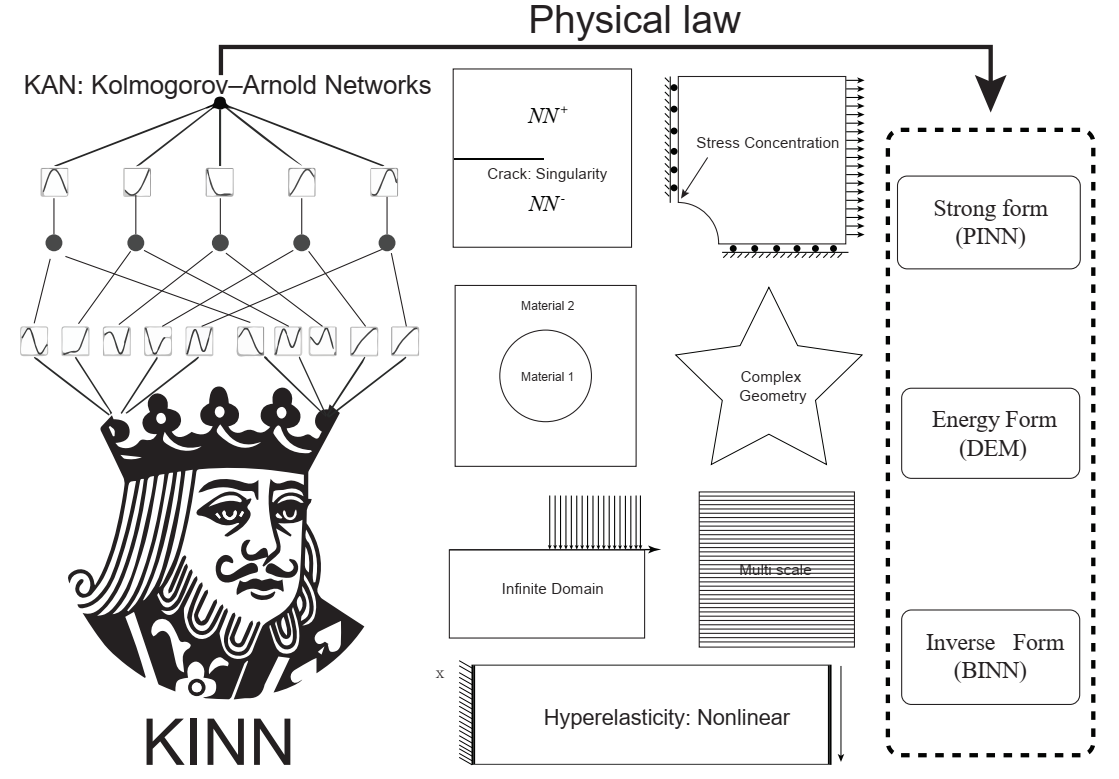 Physical law
KAN: Kolmogorov–Arnold Networks
NN+
Crack: Singularity
NN-
Stress Concentration
Material 2
Material 1
Complex
Geometry
Infinite Domain
Multi scale
x
Hyperelasticity: Nonlinear
KINN
Strong form
(PINN)
Energy Form
(DEM)
Inverse Form
(BINN)